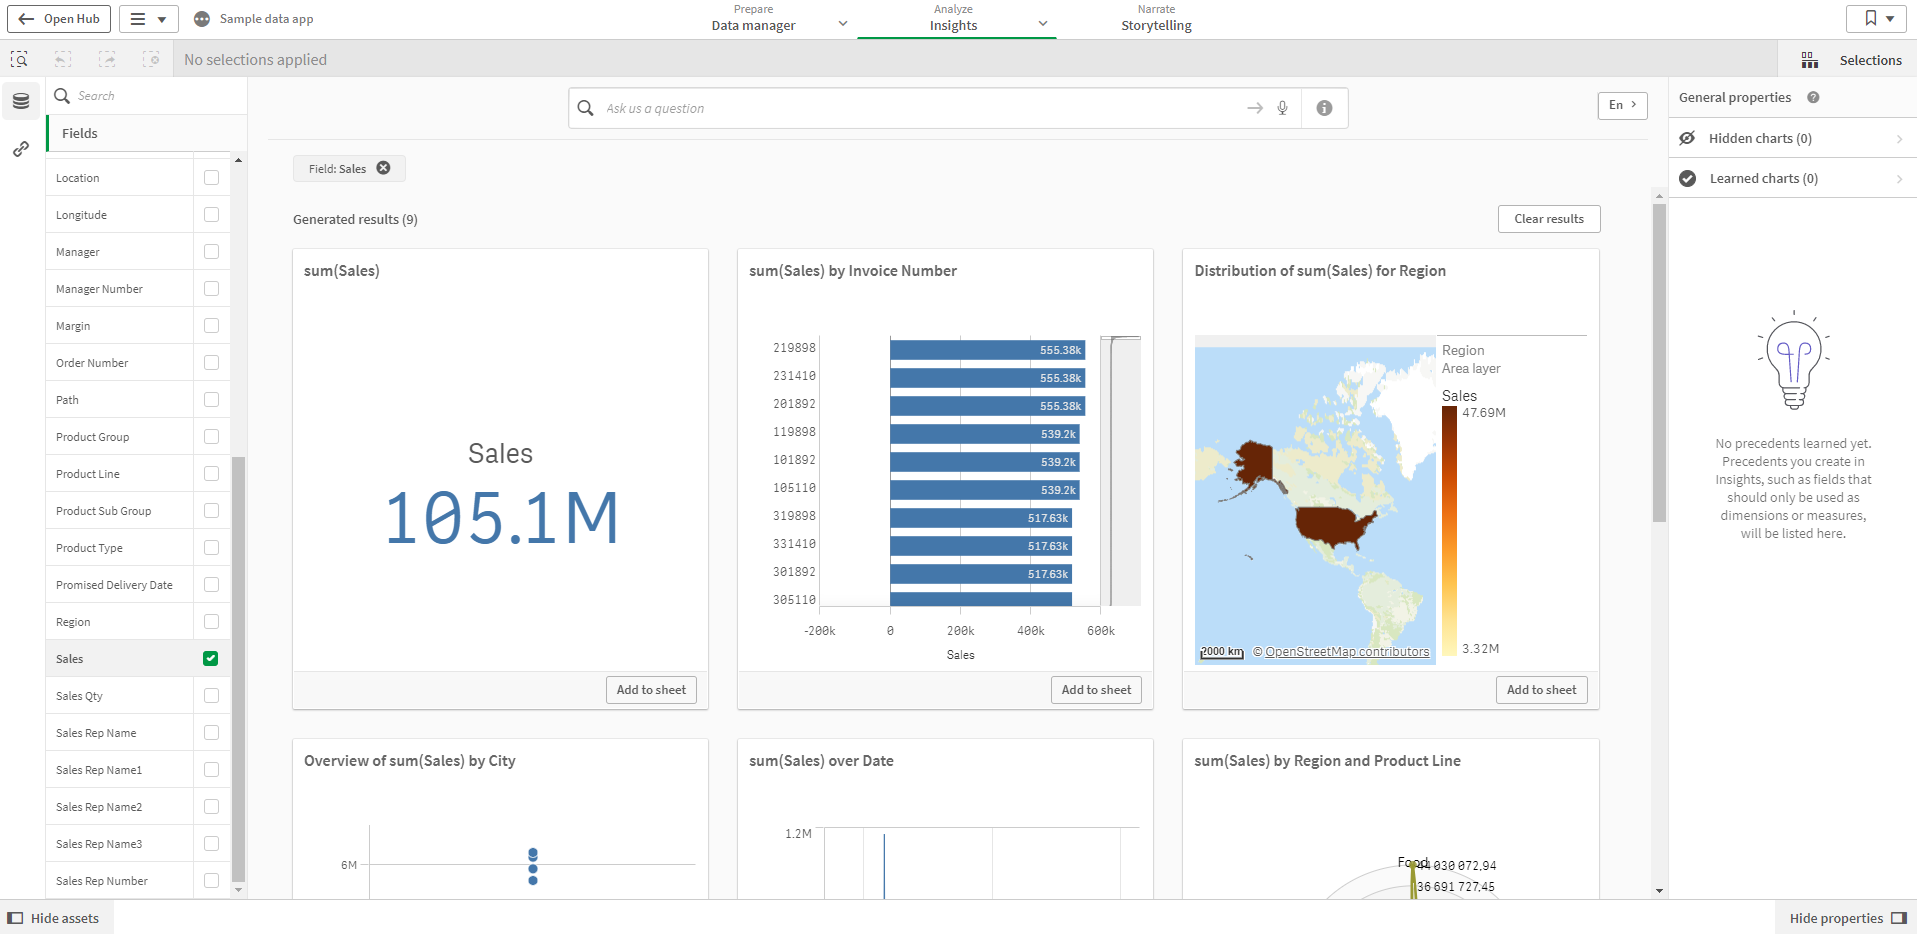 Open Hub
Sample data app
Prepare
Data manager
Analyze
Insights
Narrate
Storytelling
No selections applied
Selections
Search
Fields
Location
Longitude
Manager
Manager Number
Margin
Order Number
Path
Product Group
Product Line
Product Sub Group
Product Type
Promised Delivery Date
Region
Sales
Sales Qty
Sales Rep Name
Sales Rep Name1
Sales Rep Name2
Sales Rep Name3
Sales Rep Number
Ask us a question
En
Field: Sales
Generated results (9)
Clear results
sum(Sales)
Sales
105.1M
Add to sheet
sum(Sales) by Invoice Number
219898
555.38k
231410
555.38k
201892
555.38k
119898
539.2k
101892
539.2k
105110
539.2k
319898
517.63k
331410
517.63k
301892
517.63k
305110
-200k
0
200k
400k
600k
Sales
Add to sheet
Distribution of sum(Sales) for Region
Region
Area layer
Sales
47.69M
3.32M
2000 km
© OpenStreetMap contributors
Add to sheet
Overview of sum(Sales) by City
6M
sum(Sales) over Date
1.2M
sum(Sales) by Region and Product Line
Food
44 030 072.94
36 691 727.45
General properties
Hidden charts (0)
Learned charts (0)
No precedents learned yet.
Precedents you create in
Insights, such as fields that
should only be used as
dimensions or measures,
will be listed here.
Hide assets
Hide properties